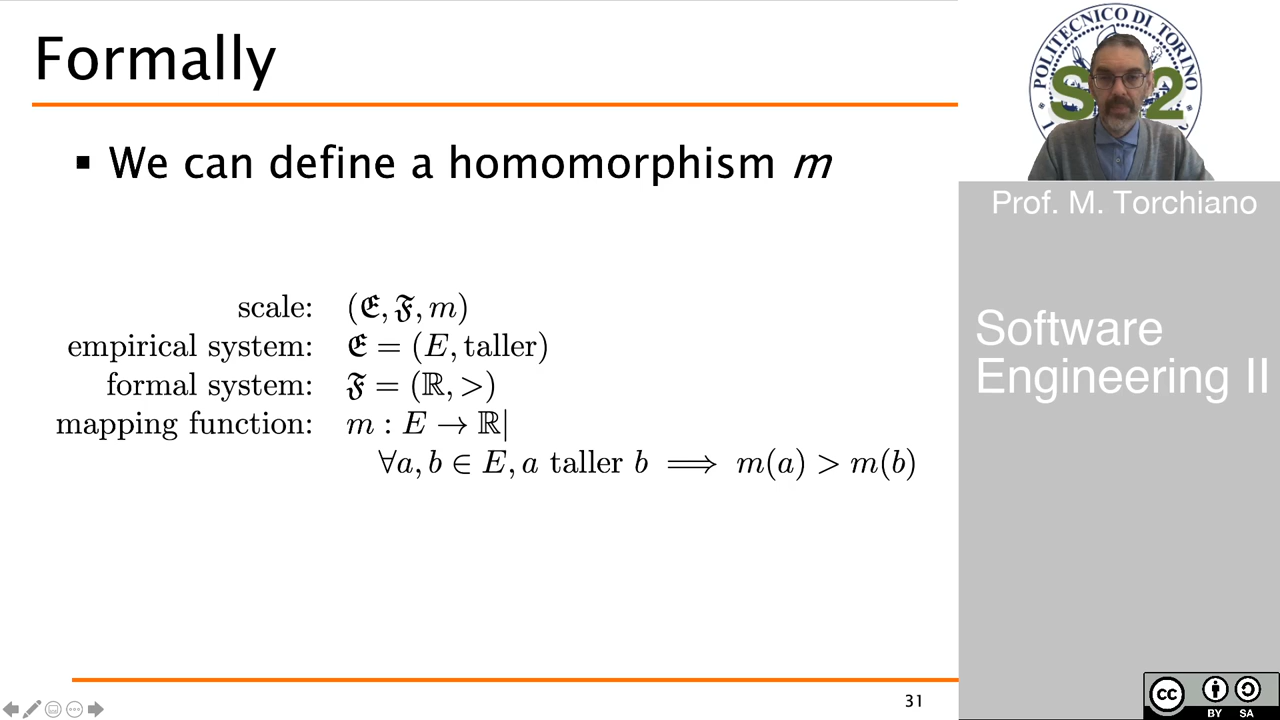 Formally
▪ We can define a homomorphism m
scale: (𝕰, 𝕱, m)
empirical system: 𝕰 = (E, taller)
formal system: 𝕱 = (ℝ, >)
mapping function: m : E → ℝ|
∀a, b ∈ E, a taller b ⟹ m(a) > m(b)
31
POLITECNICO DI TORINO
S 2
Prof. M. Torchiano
Software
Engineering II
cc
BY SA